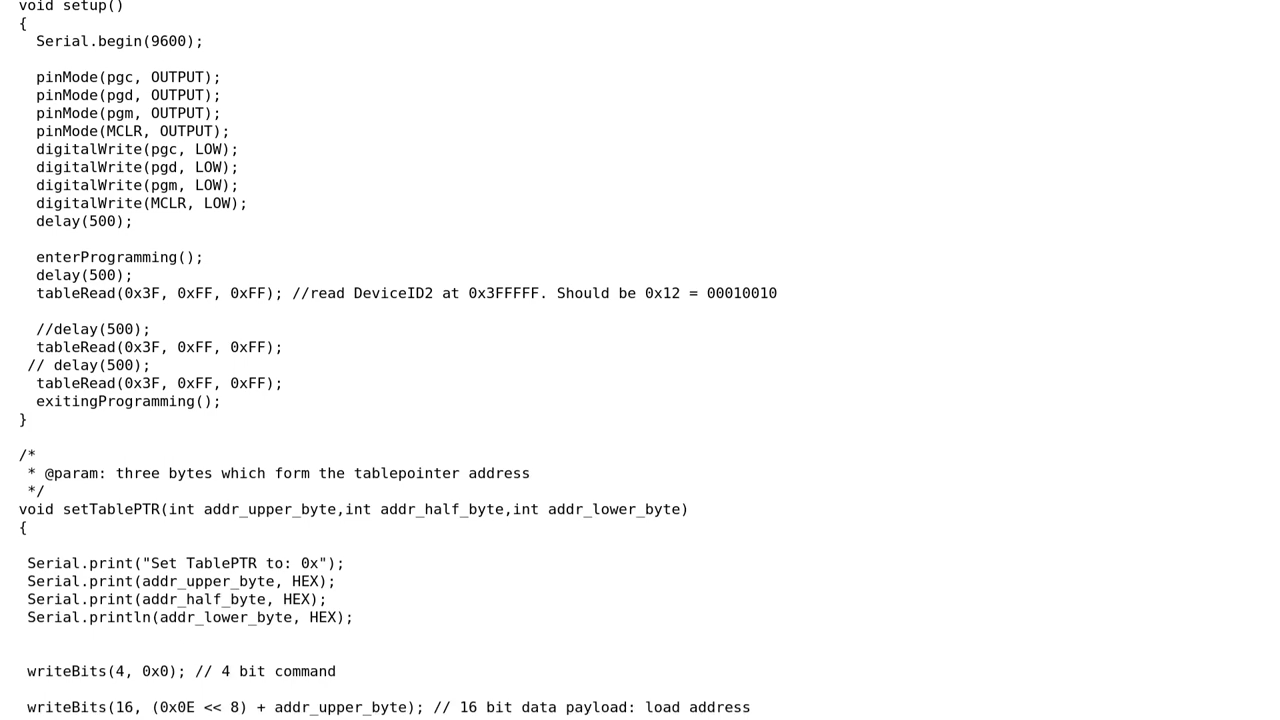 void setup()
{
  Serial.begin(9600);

  pinMode(pgc, OUTPUT);
  pinMode(pgd, OUTPUT);
  pinMode(pgm, OUTPUT);
  pinMode(MCLR, OUTPUT);
  digitalWrite(pgc, LOW);
  digitalWrite(pgd, LOW);
  digitalWrite(pgm, LOW);
  digitalWrite(MCLR, LOW);
  delay(500);

  enterProgramming();
  delay(500);
  tableRead(0x3F, 0xFF, 0xFF); //read DeviceID2 at 0x3FFFFF. Should be 0x12 = 00010010

  //delay(500);
  tableRead(0x3F, 0xFF, 0xFF);
 // delay(500);
  tableRead(0x3F, 0xFF, 0xFF);
  exitingProgramming();
}

/*
 * @param: three bytes which form the tablepointer address
 */
void setTablePTR(int addr_upper_byte,int addr_half_byte,int addr_lower_byte)
{

 Serial.print("Set TablePTR to: 0x");
 Serial.print(addr_upper_byte, HEX);
 Serial.print(addr_half_byte, HEX);
 Serial.println(addr_lower_byte, HEX);


 writeBits(4, 0x0); // 4 bit command

 writeBits(16, (0x0E << 8) + addr_upper_byte); // 16 bit data payload: load address